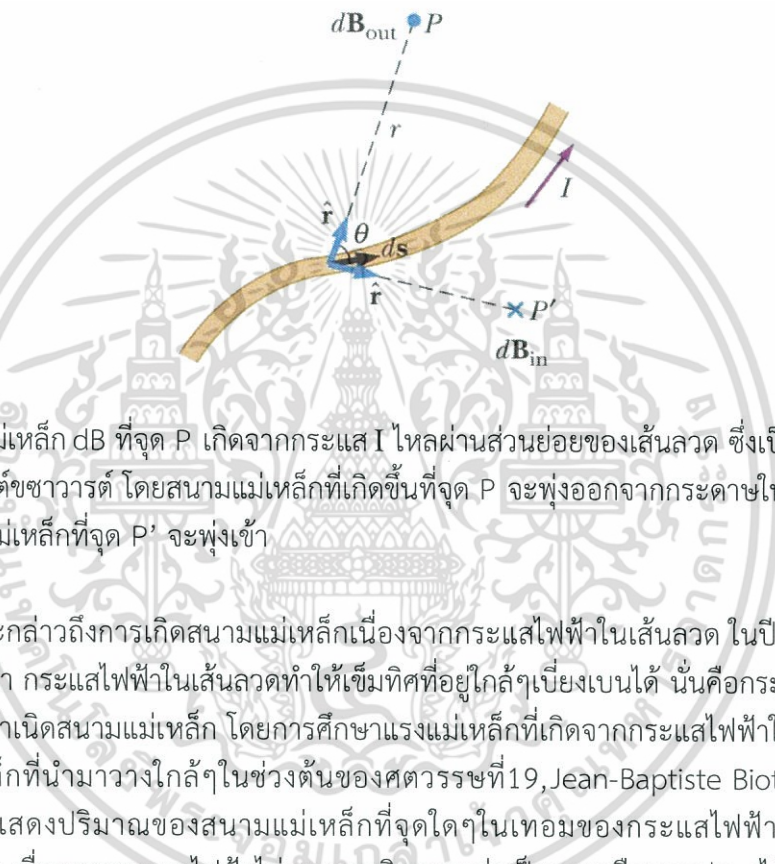 dB_out P
r
I
r̂ θ ds
r̂ P′
dB_in
ม่เหล็ก dB ที่จุด P เกิดจากกระแส I ไหลผ่านส่วนย่อยของเส้นลวด ซึ่งเป็
ต์ขซาวารต์ โดยสนามแม่เหล็กที่เกิดขึ้นที่จุด P จะพุ่งออกจากกระดาษใน
ม่เหล็กที่จุด P' จะพุ่งเข้า
ะกล่าวถึงการเกิดสนามแม่เหล็กเนื่องจากกระแสไฟฟ้าในเส้นลวด ในปี
า กระแสไฟฟ้าในเส้นลวดทำให้เข็มทิศที่อยู่ใกล้ๆเบี่ยงเบนได้ นั่นคือกระ
าเนิดสนามแม่เหล็ก โดยการศึกษาแรงแม่เหล็กที่เกิดจากกระแสไฟฟ้าใ
ล็กที่นำมาวางใกล้ๆในช่วงต้นของศตวรรษที่19,Jean-Baptiste Biot
แสดงปริมาณของสนามแม่เหล็กที่จุดใดๆในเทอมของกระแสไฟฟ้า